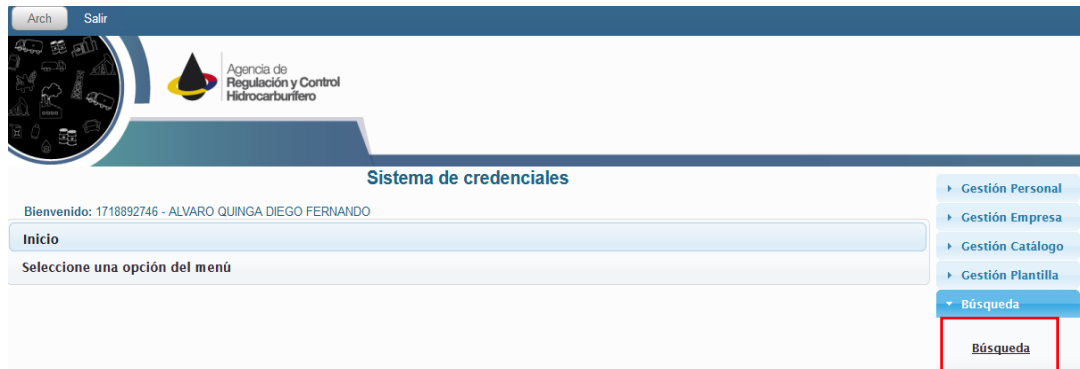 Arch Salir
Agencia de
Regulación y Control
Hidrocarburífero
Sistema de credenciales
Bienvenido: 1718892746 - ALVARO QUINGA DIEGO FERNANDO
Inicio
Seleccione una opción del menú
Gestión Personal
Gestión Empresa
Gestión Catálogo
Gestión Plantilla
Búsqueda
Búsqueda